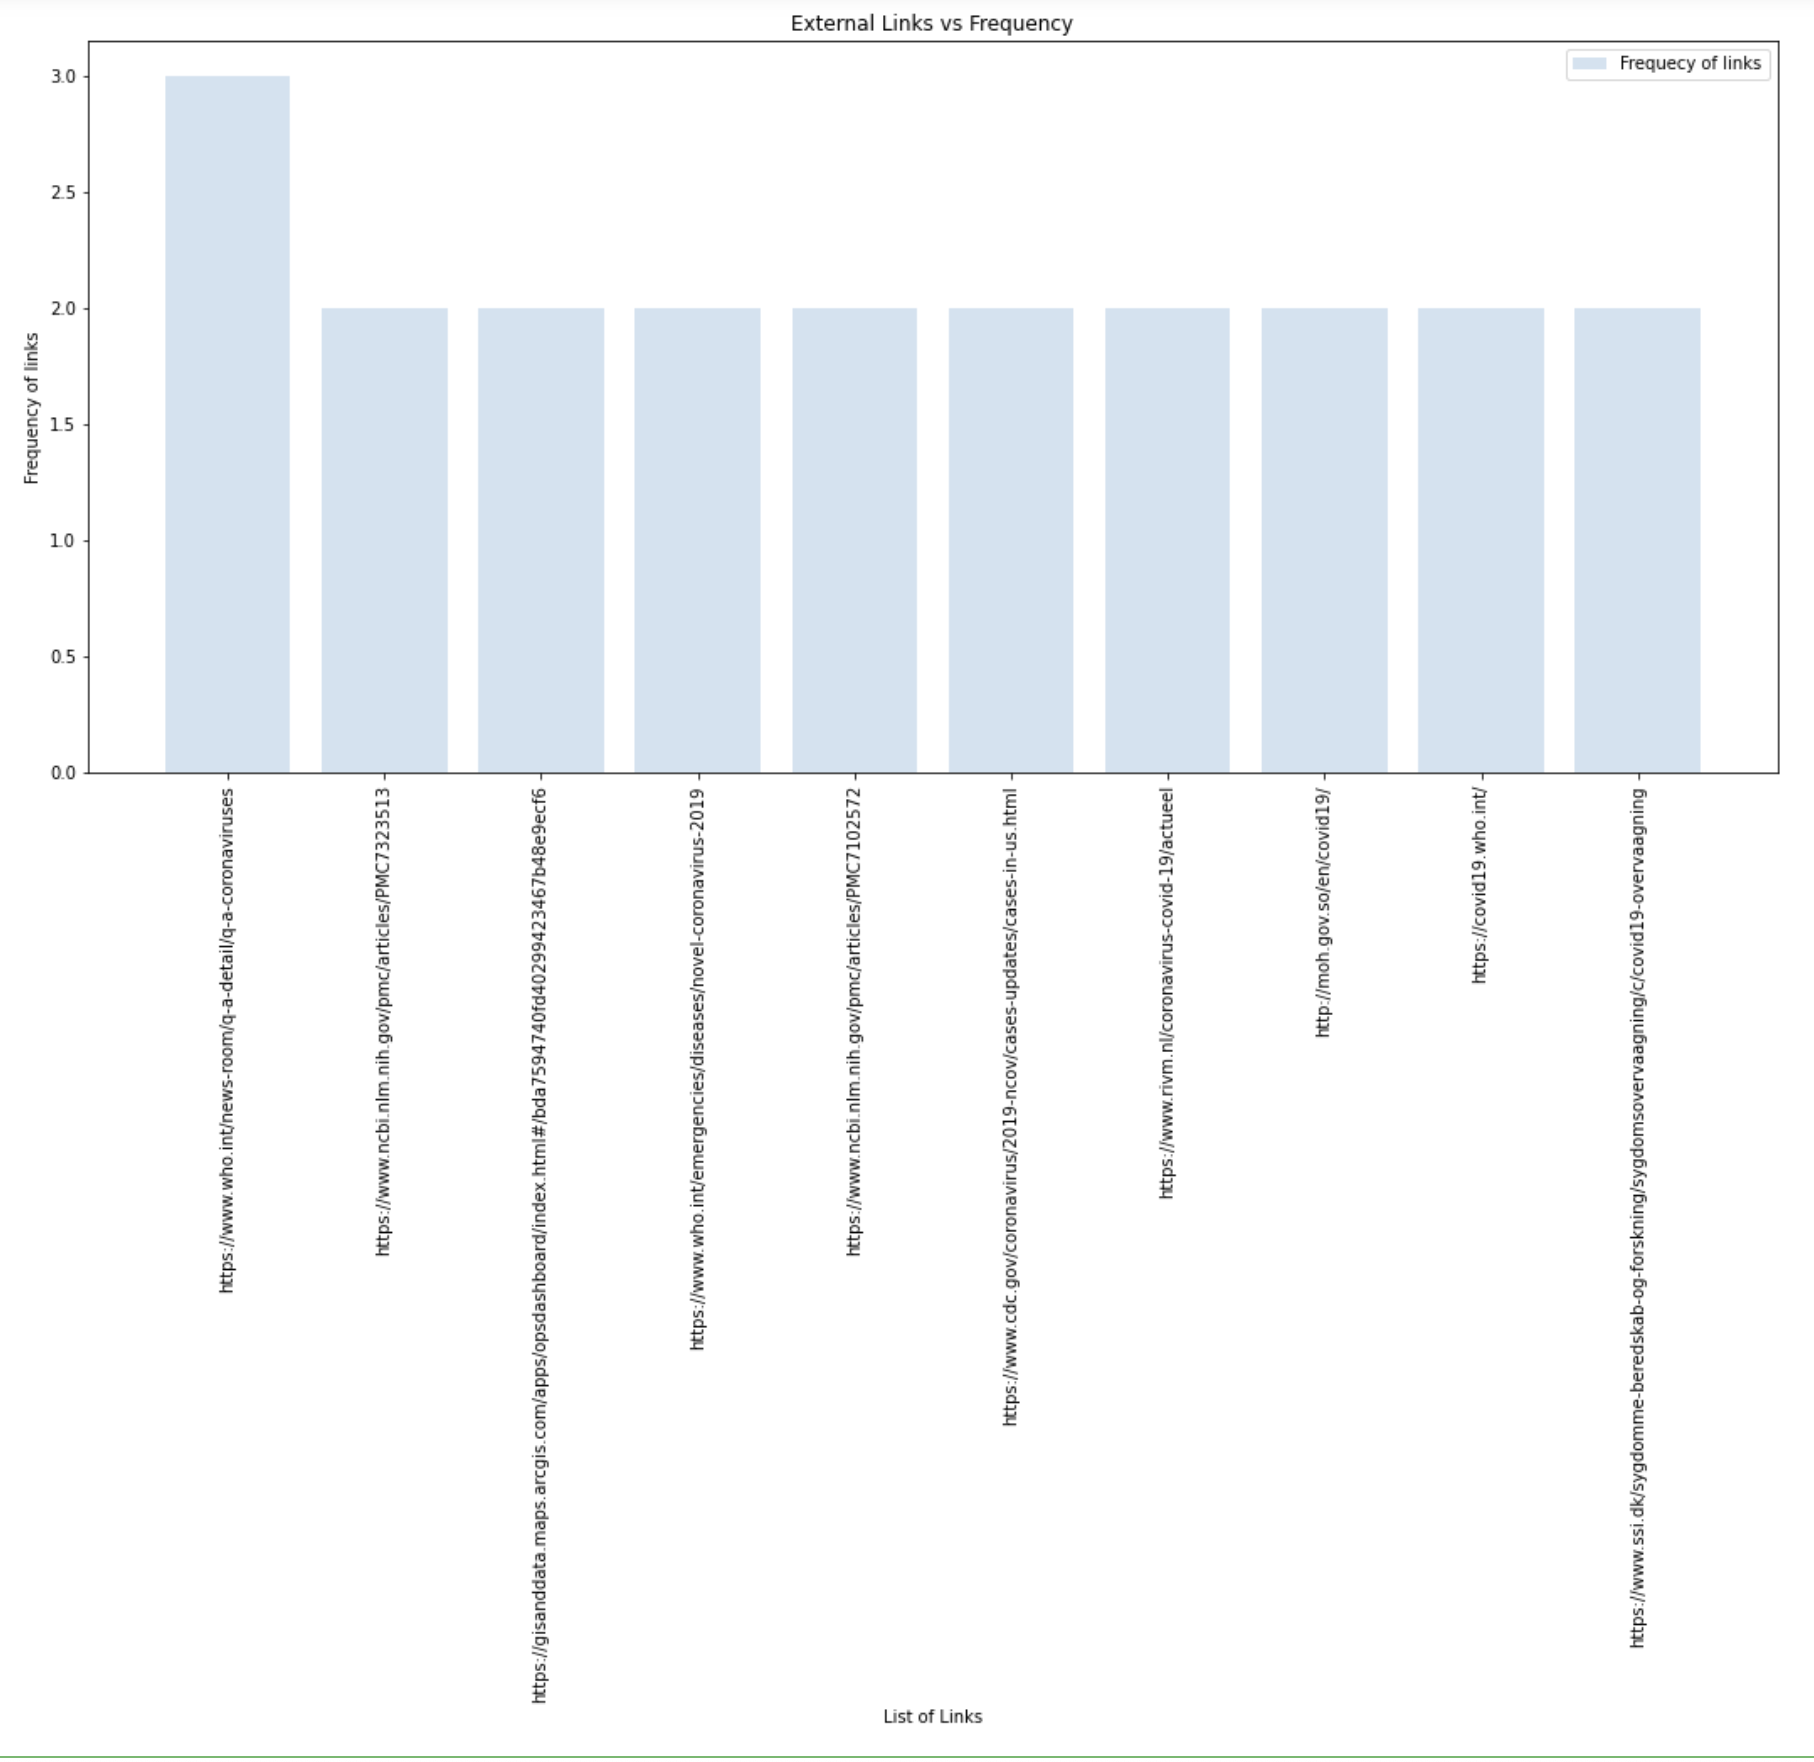 External Links vs Frequency
Frequecy of links
3.0
2.5
2.0
1.5
1.0
0.5
0.0
Frequency of links
https://www.who.int/news-room/q-a-detail/q-a-coronaviruses
https://www.ncbi.nlm.nih.gov/pmc/articles/PMC7323513
https://gisanddata.maps.arcgis.com/apps/opsdashboard/index.html#/bda7594740fd40299423467b48e9ecf6
https://www.who.int/emergencies/diseases/novel-coronavirus-2019
https://www.ncbi.nlm.nih.gov/pmc/articles/PMC7102572
https://www.cdc.gov/coronavirus/2019-ncov/cases-updates/cases-in-us.html
https://www.rivm.nl/coronavirus-covid-19/actueel
http://moh.gov.so/en/covid19/
https://covid19.who.int/
https://www.ssi.dk/sygdomme-beredskab-og-forskning/sygdomsovervaagning/c/covid19-overvaagning
List of Links